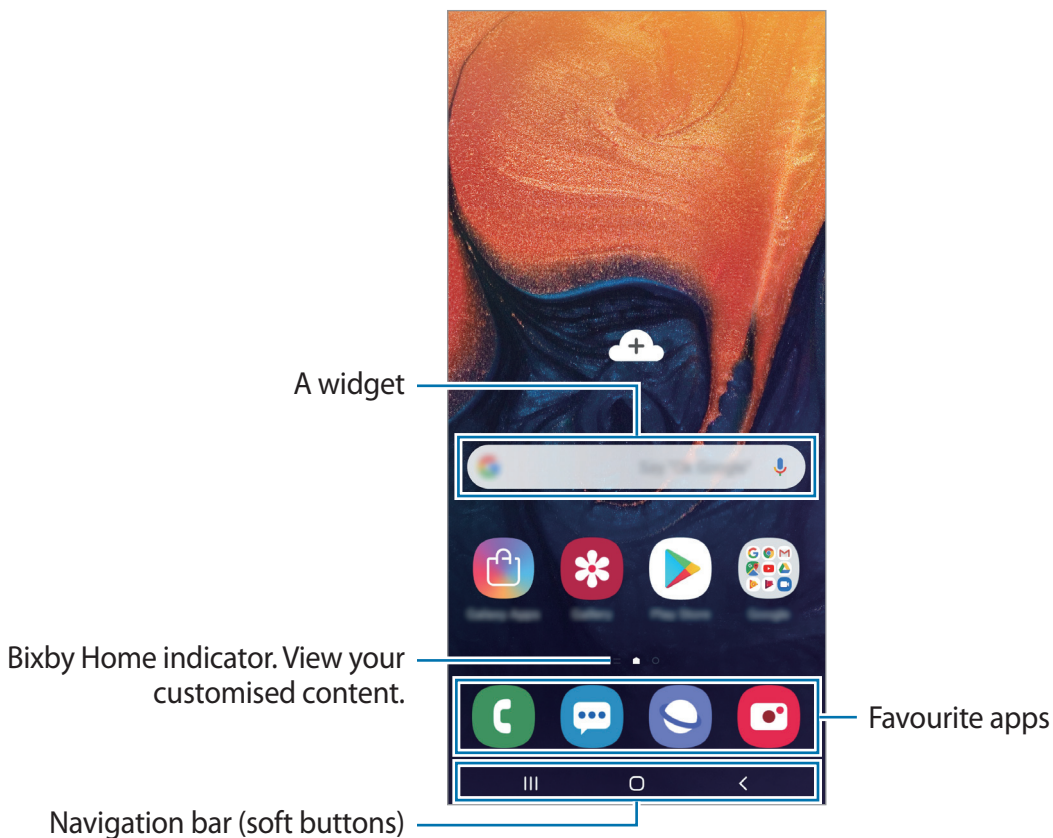 A widget
Bixby Home indicator. View your
customised content.
Favourite apps
Navigation bar (soft buttons)